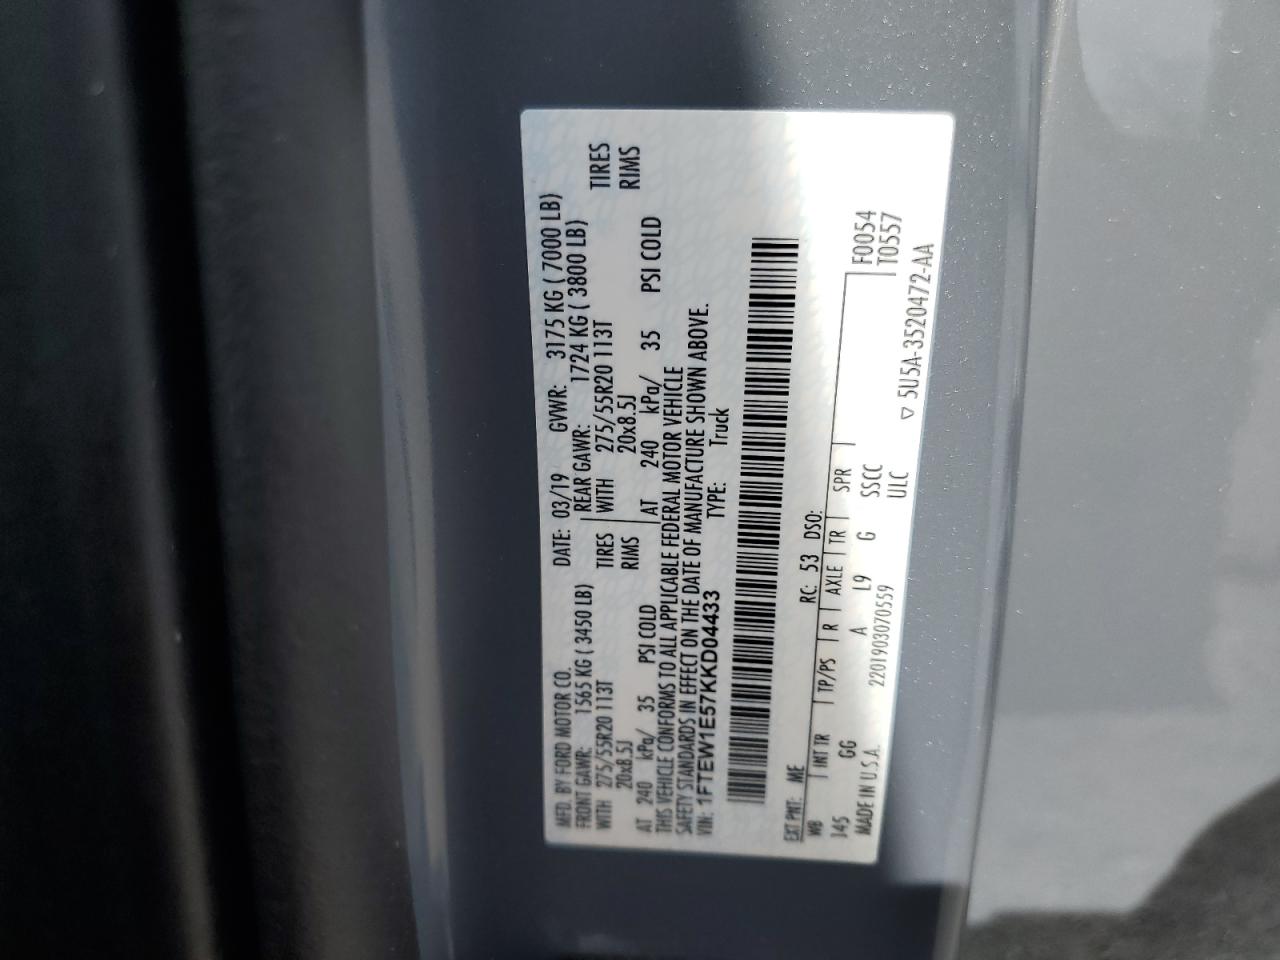 MFD. BY FORD MOTOR CO. DATE: 03/19 GVWR: 3175 KG ( 7000 LB)
FRONT GAWR: 1565 KG ( 3450 LB) REAR GAWR: 1724 KG ( 3800 LB)
WITH 275/55R20 113T TIRES WITH 275/55R20 113T TIRES
20x8.5J RIMS 20x8.5J RIMS
AT 240 kPa/ 35 PSI COLD AT 240 kPa/ 35 PSI COLD
THIS VEHICLE CONFORMS TO ALL APPLICABLE FEDERAL MOTOR VEHICLE
SAFETY STANDARDS IN EFFECT ON THE DATE OF MANUFACTURE SHOWN ABOVE.
VIN: 1FTEW1E57KKD04433 TYPE: Truck
EXT PNT: ME RC: 53 DSO:
WB INT TR TP/PS R AXLE TR SPR F0054
145 GG A L9 G SSCC T0557
MADE IN U.S.A. 2201903070559 ULC ▽ 5U5A-3520472-AA